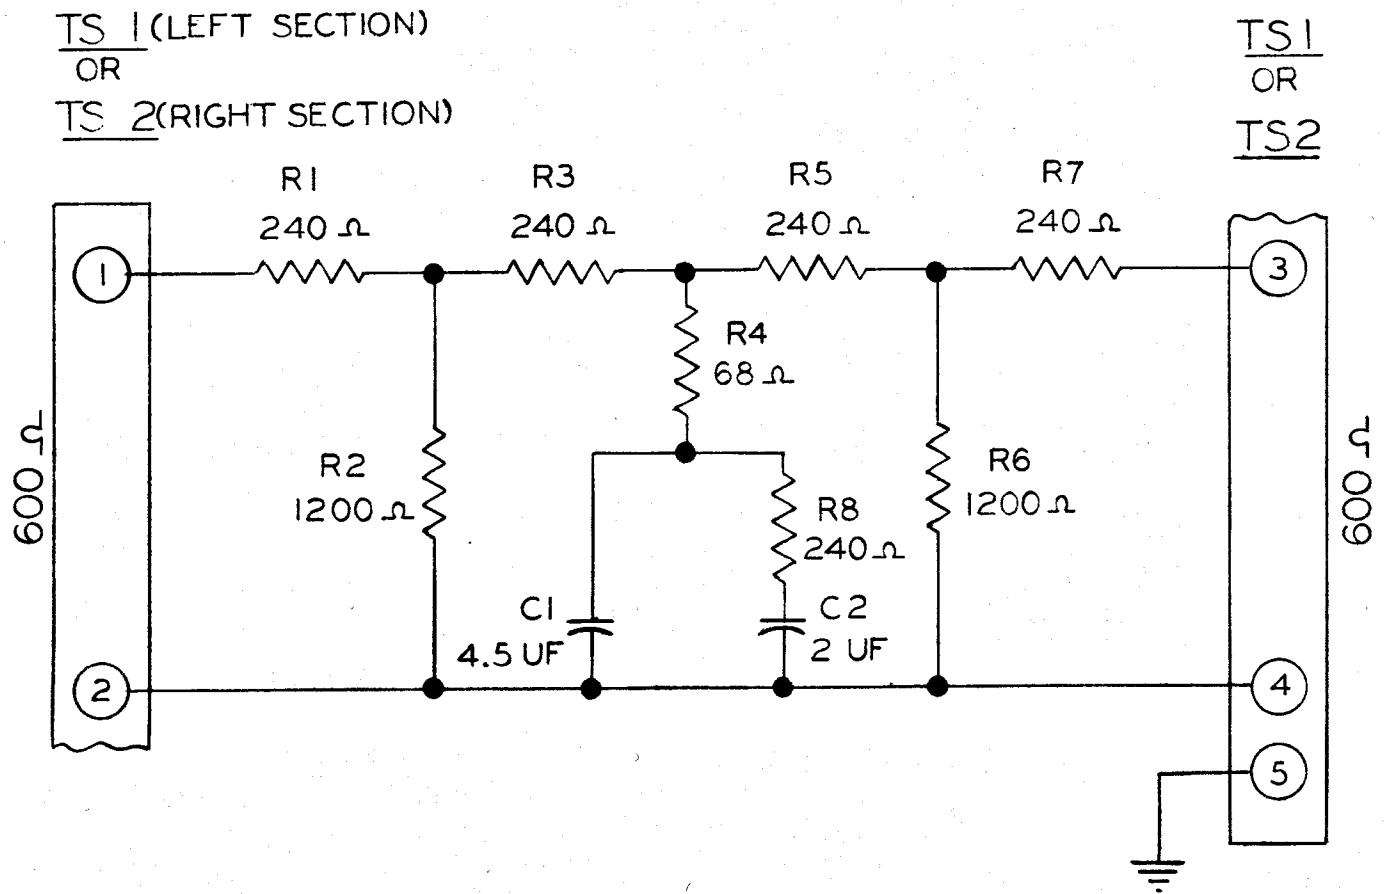 TS 1 (LEFT SECTION)
OR
TS 2 (RIGHT SECTION)
TS1
OR
TS2
R1
240 Ω
R3
240 Ω
R5
240 Ω
R7
240 Ω
1
3
R4
68 Ω
600 Ω
R2
1200 Ω
R8
240 Ω
R6
1200 Ω
600 Ω
C1
4.5 UF
C2
2 UF
2
4
5